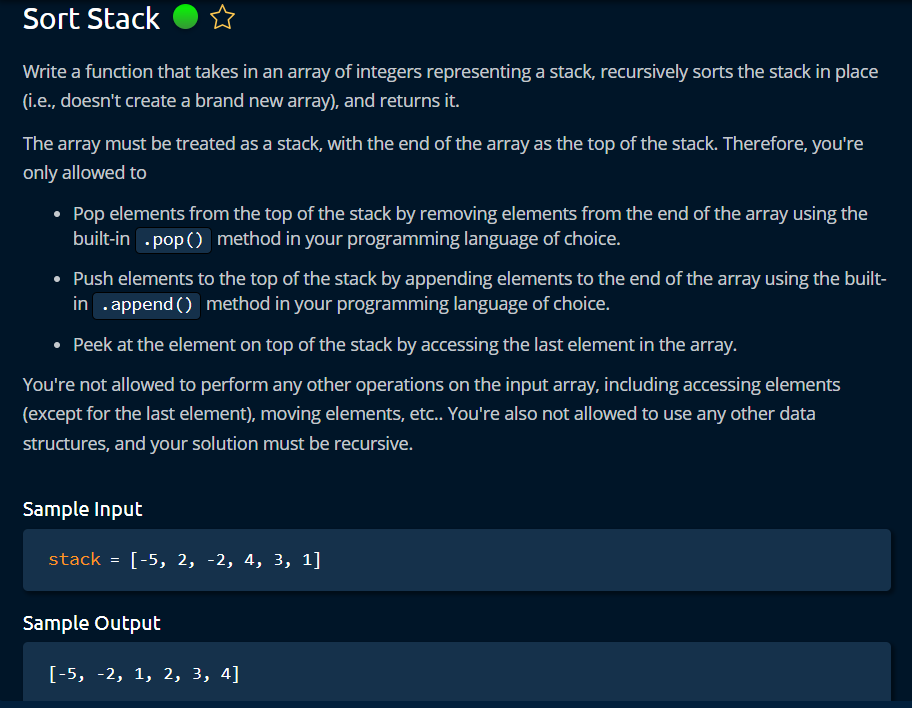 Sort Stack
Write a function that takes in an array of integers representing a stack, recursively sorts the stack in place
(i.e., doesn't create a brand new array), and returns it.
The array must be treated as a stack, with the end of the array as the top of the stack. Therefore, you're
only allowed to
• Pop elements from the top of the stack by removing elements from the end of the array using the
built-in .pop() method in your programming language of choice.
• Push elements to the top of the stack by appending elements to the end of the array using the built-
in .append() method in your programming language of choice.
• Peek at the element on top of the stack by accessing the last element in the array.
You're not allowed to perform any other operations on the input array, including accessing elements
(except for the last element), moving elements, etc.. You're also not allowed to use any other data
structures, and your solution must be recursive.
Sample Input
stack = [-5, 2, -2, 4, 3, 1]
Sample Output
[-5, -2, 1, 2, 3, 4]